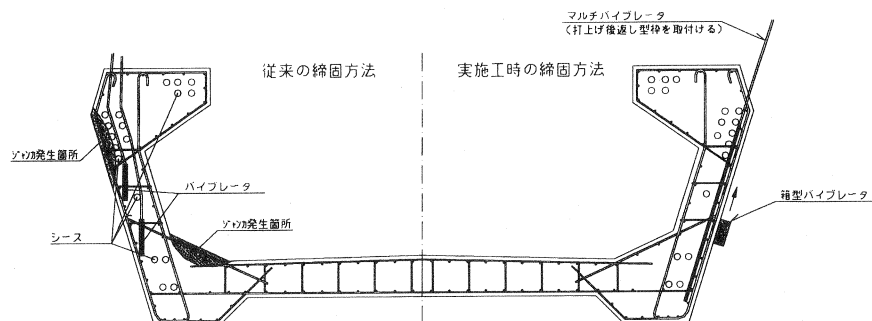 マルチバイブレータ
(打上げ後返し型枠を取付ける)
従来の締固方法
実施工時の締固方法
ジャンカ発生箇所
バイブレータ
箱型バイブレータ
シース
ジャンカ発生箇所